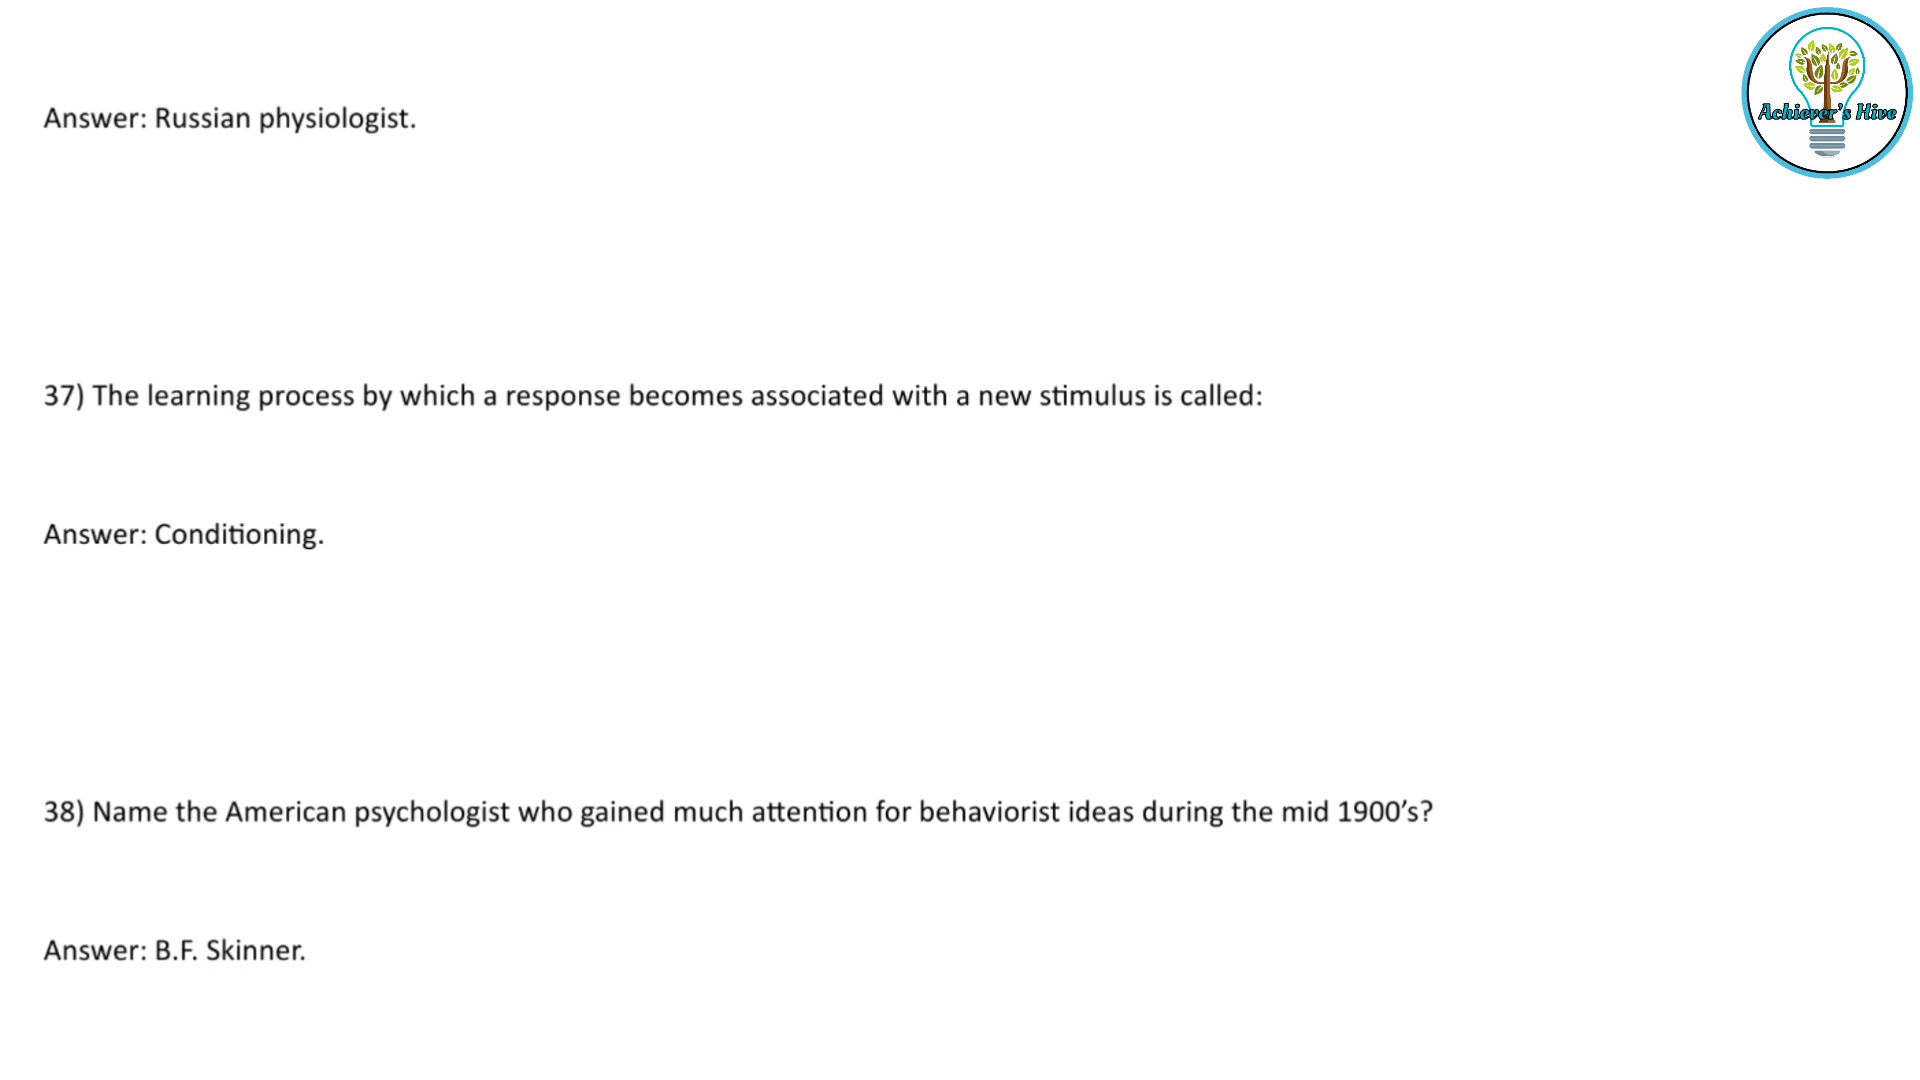 Achiever's Hive
Answer: Russian physiologist.
37) The learning process by which a response becomes associated with a new stimulus is called:
Answer: Conditioning.
38) Name the American psychologist who gained much attention for behaviorist ideas during the mid 1900’s?
Answer: B.F. Skinner.